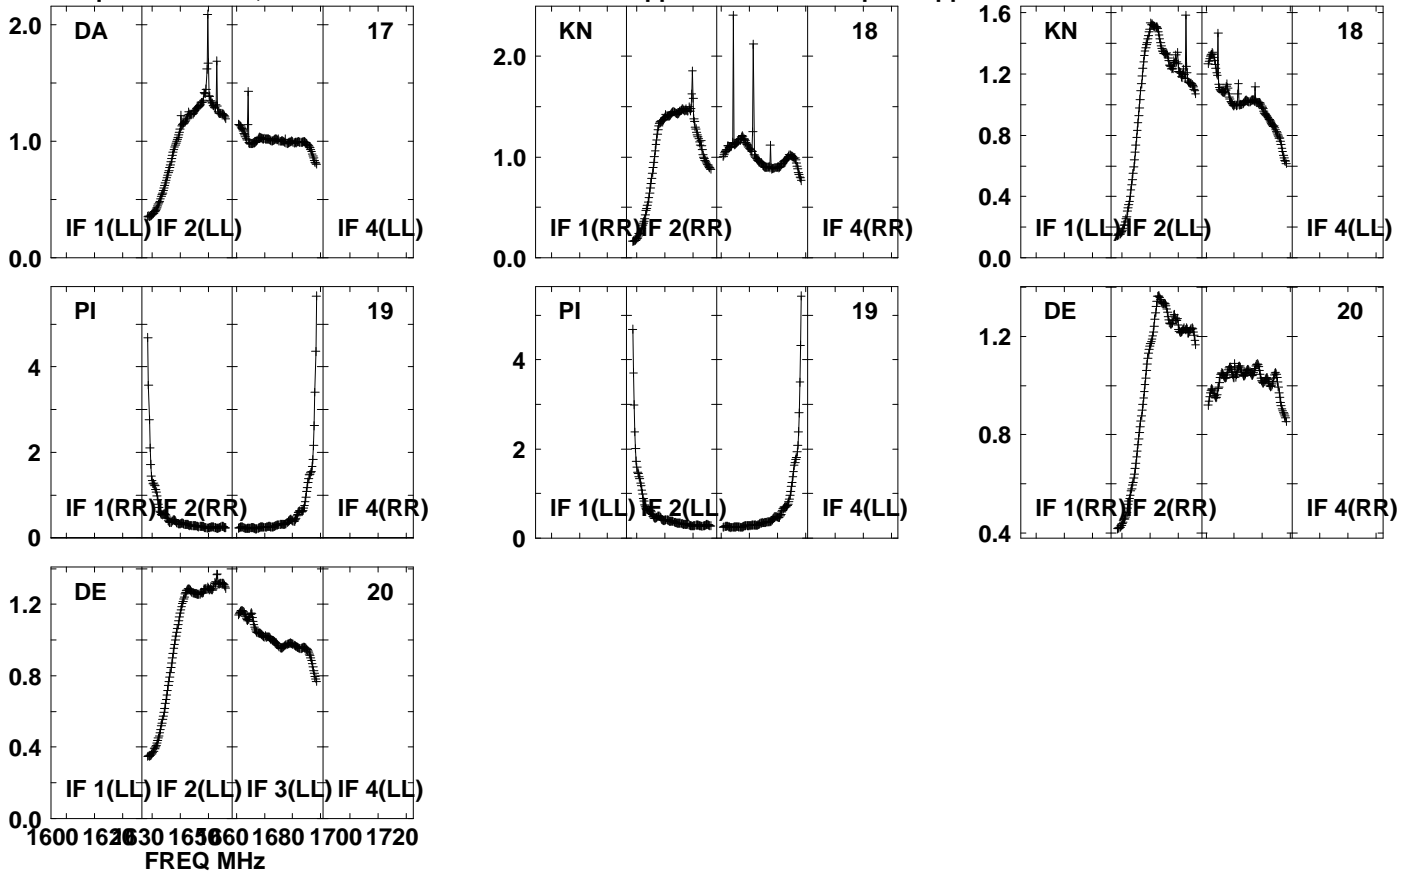 DA 17
2.0
1.0
0.0
IF 1(LL) IF 2(LL) IF 4(LL)
KN 18
2.0
1.0
0.0
IF 1(RR) IF 2(RR) IF 4(RR)
KN 18
1.6
1.2
0.8
0.4
0.0
IF 1(LL) IF 2(LL) IF 4(LL)
PI 19
4
2
0
IF 1(RR) IF 2(RR) IF 4(RR)
PI 19
4
2
0
IF 1(LL) IF 2(LL) IF 4(LL)
DE 20
1.2
0.8
0.4
IF 1(RR) IF 2(RR) IF 4(RR)
DE 20
1.2
0.8
0.4
0.0
IF 1(LL) IF 2(LL) IF 3(LL) IF 4(LL)
1600 1630 1660 1680 1700 1720
FREQ MHz